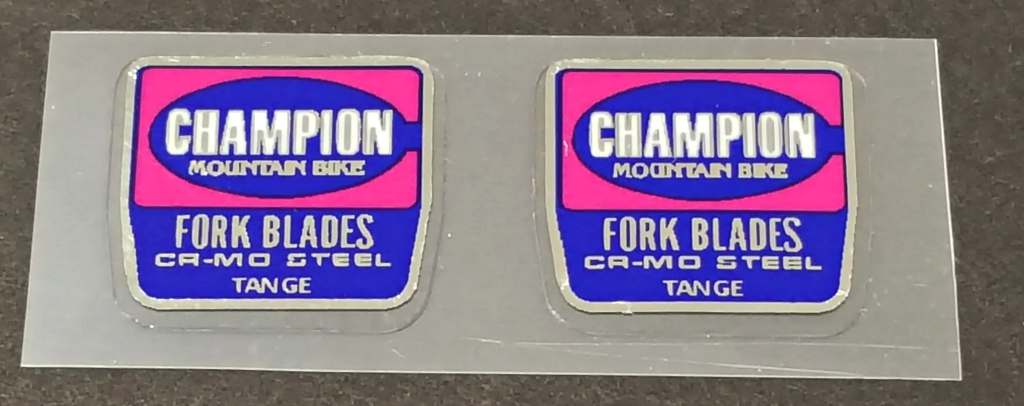 CHAMPION
MOUNTAIN BIKE
FORK BLADES
CR-MO STEEL
TANGE
CHAMPION
MOUNTAIN BIKE
FORK BLADES
CR-MO STEEL
TANGE